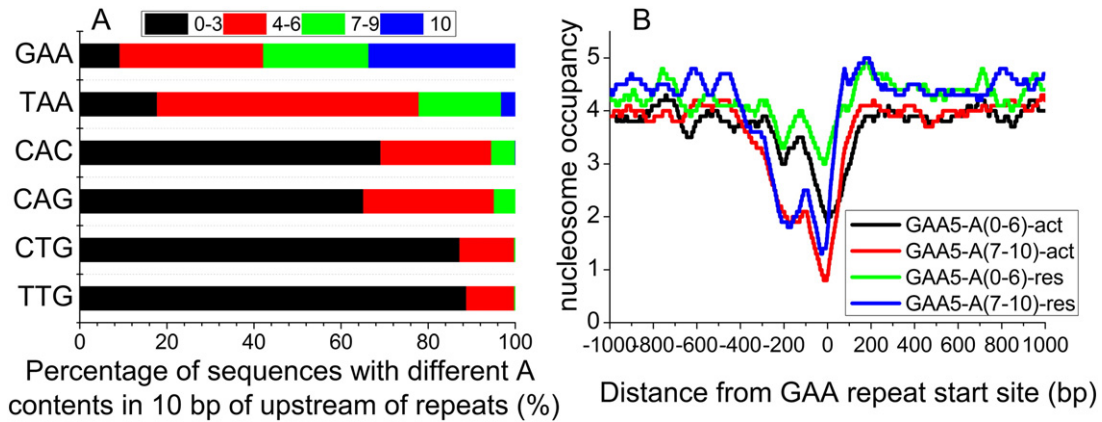 A
0-3 4-6 7-9 10
GAA
TAA
CAC
CAG
CTG
TTG
0 20 40 60 80 100
Percentage of sequences with different A
contents in 10 bp of upstream of repeats (%)
B
nucleosome occupancy
5
4
3
2
1
0
GAA5-A(0-6)-act
GAA5-A(7-10)-act
GAA5-A(0-6)-res
GAA5-A(7-10)-res
-1000 -800 -600 -400 -200 0 200 400 600 800 1000
Distance from GAA repeat start site (bp)